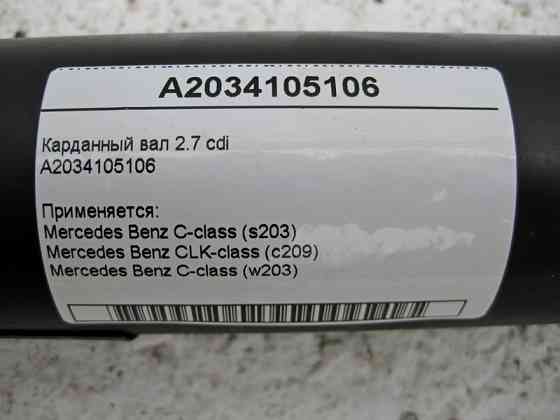 A2034105106
Карданный вал 2.7 cdi
A2034105106
Применяется:
Mercedes Benz C-class (s203)
Mercedes Benz CLK-class (c209)
Mercedes Benz C-class (w203)